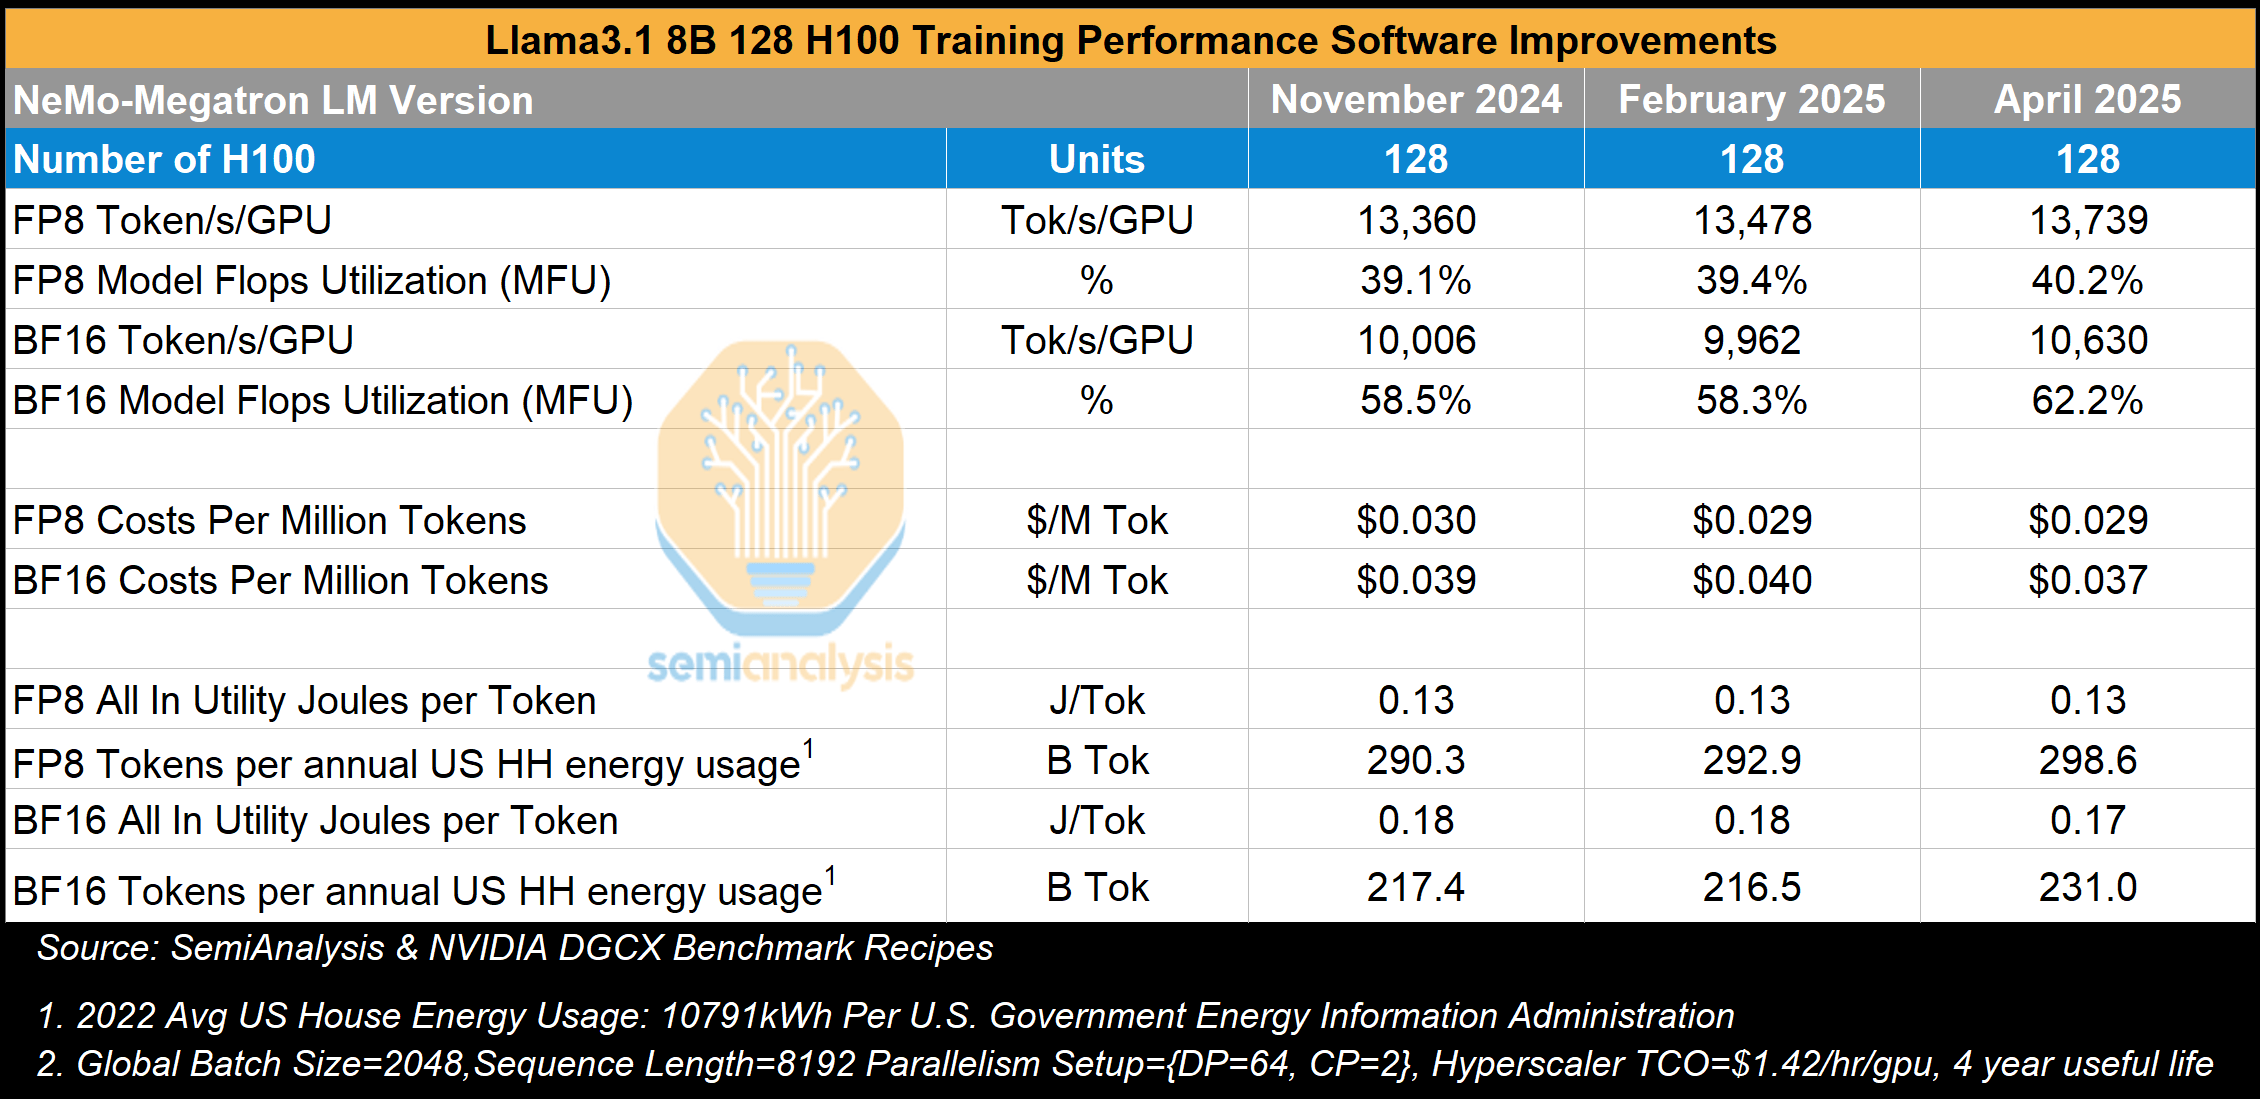 Llama3.1 8B 128 H100 Training Performance Software Improvements
NeMo-Megatron LM Version November 2024 February 2025 April 2025
Number of H100 Units 128 128 128
FP8 Token/s/GPU Tok/s/GPU 13,360 13,478 13,739
FP8 Model Flops Utilization (MFU) % 39.1% 39.4% 40.2%
BF16 Token/s/GPU Tok/s/GPU 10,006 9,962 10,630
BF16 Model Flops Utilization (MFU) % 58.5% 58.3% 62.2%
FP8 Costs Per Million Tokens $/M Tok $0.030 $0.029 $0.029
BF16 Costs Per Million Tokens $/M Tok $0.039 $0.040 $0.037
semianalysis
FP8 All In Utility Joules per Token J/Tok 0.13 0.13 0.13
FP8 Tokens per annual US HH energy usage¹ B Tok 290.3 292.9 298.6
BF16 All In Utility Joules per Token J/Tok 0.18 0.18 0.17
BF16 Tokens per annual US HH energy usage¹ B Tok 217.4 216.5 231.0
Source: SemiAnalysis & NVIDIA DGCX Benchmark Recipes
1. 2022 Avg US House Energy Usage: 10791kWh Per U.S. Government Energy Information Administration
2. Global Batch Size=2048,Sequence Length=8192 Parallelism Setup={DP=64, CP=2}, Hyperscaler TCO=$1.42/hr/gpu, 4 year useful life